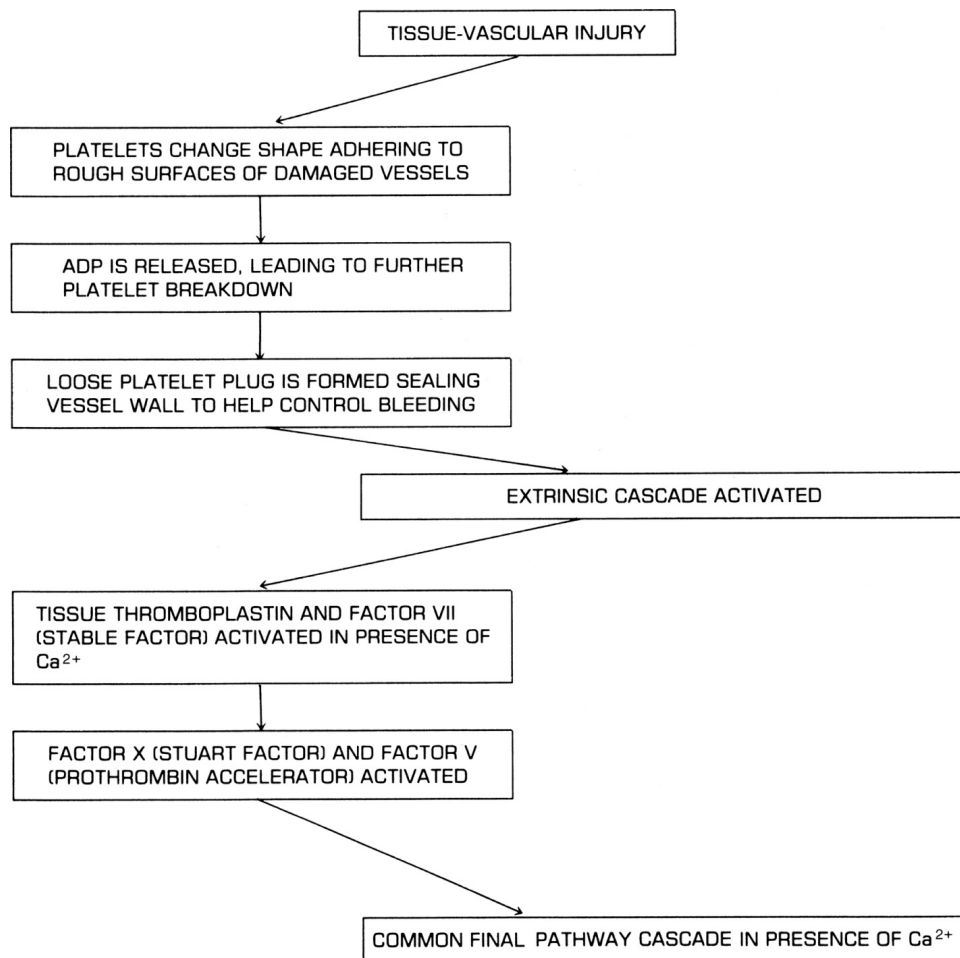 TISSUE-VASCULAR INJURY
PLATELETS CHANGE SHAPE ADHERING TO
ROUGH SURFACES OF DAMAGED VESSELS
ADP IS RELEASED, LEADING TO FURTHER
PLATELET BREAKDOWN
LOOSE PLATELET PLUG IS FORMED SEALING
VESSEL WALL TO HELP CONTROL BLEEDING
EXTRINSIC CASCADE ACTIVATED
TISSUE THROMBOPLASTIN AND FACTOR VII
(STABLE FACTOR) ACTIVATED IN PRESENCE OF
Ca²⁺
FACTOR X (STUART FACTOR) AND FACTOR V
(PROTHROMBIN ACCELERATOR) ACTIVATED
COMMON FINAL PATHWAY CASCADE IN PRESENCE OF Ca²⁺